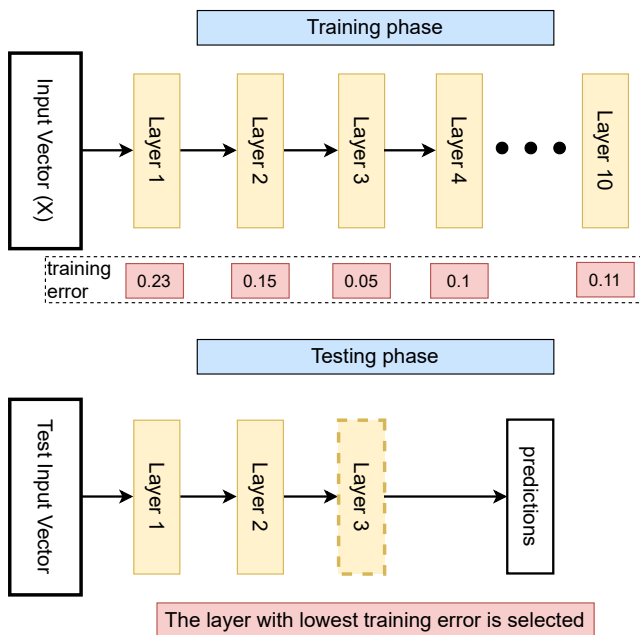 Training phase
Input Vector (X)
Layer 1
Layer 2
Layer 3
Layer 4
Layer 10
training
error
0.23
0.15
0.05
0.1
0.11
Testing phase
Test Input Vector
Layer 1
Layer 2
Layer 3
predictions
The layer with lowest training error is selected